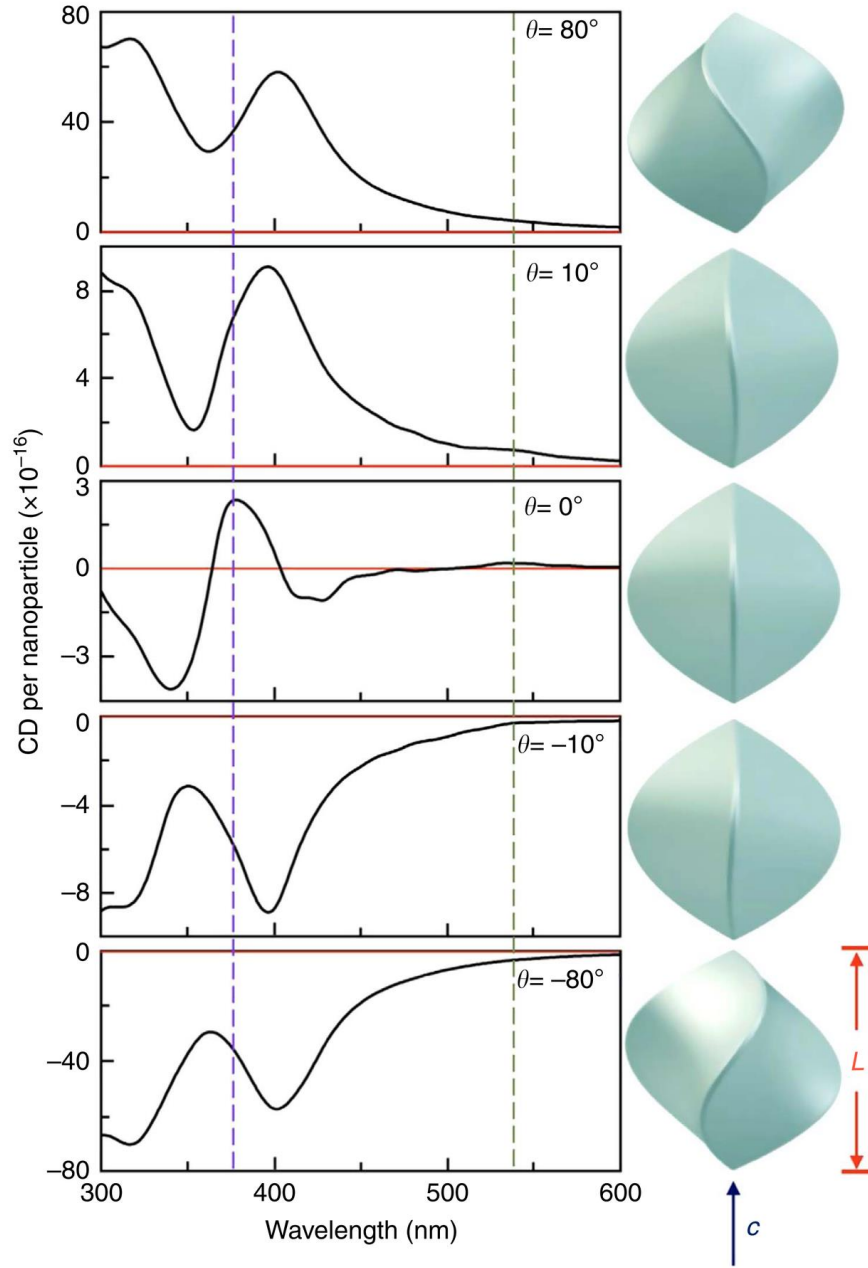 CD per nanoparticle (×10⁻¹⁶)
80
40
0
θ= 80°
8
4
0
θ= 10°
3
0
–3
θ= 0°
0
–4
–8
θ= –10°
0
–40
–80
θ= –80°
300 400 500 600
Wavelength (nm)
L
c